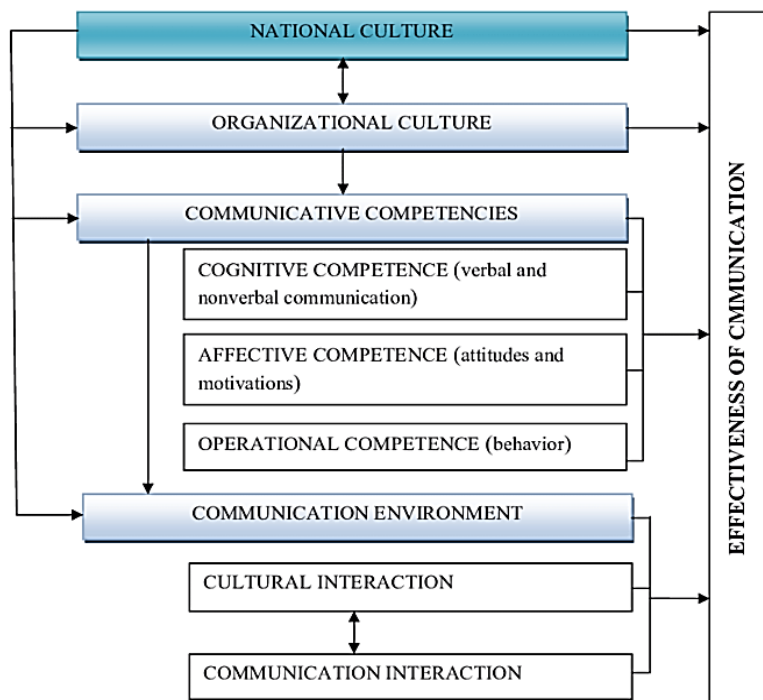 NATIONAL CULTURE
ORGANIZATIONAL CULTURE
COMMUNICATIVE COMPETENCIES
COGNITIVE COMPETENCE (verbal and
nonverbal communication)
AFFECTIVE COMPETENCE (attitudes and
motivations)
OPERATIONAL COMPETENCE (behavior)
COMMUNICATION ENVIRONMENT
CULTURAL INTERACTION
COMMUNICATION INTERACTION
EFFECTIVENESS OF CMMUNICATION